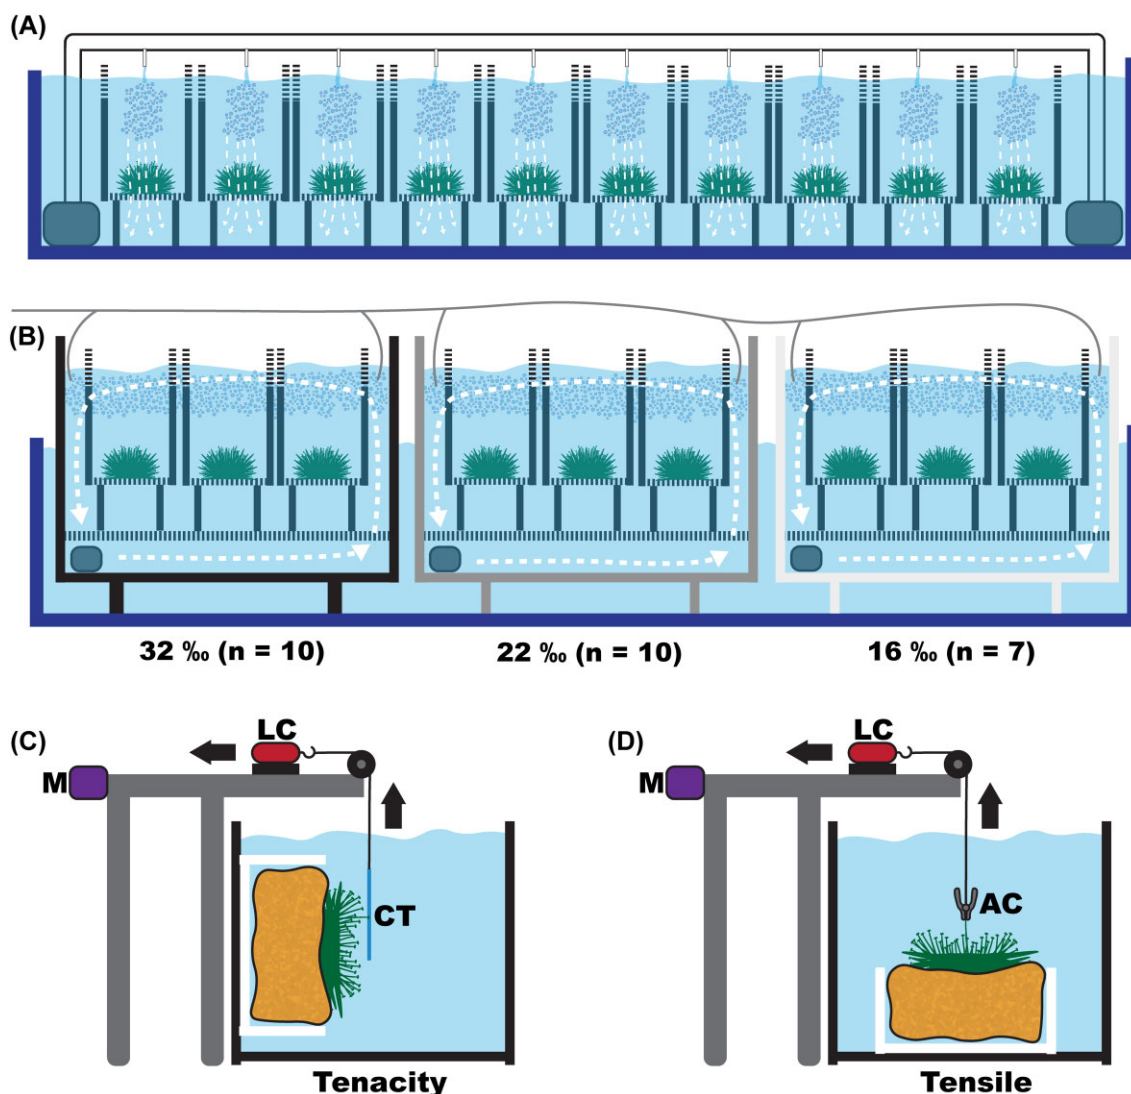 (A)
(B)
32 ‰ (n = 10) 22 ‰ (n = 10) 16 ‰ (n = 7)
(C) LC (D) LC
M M
CT AC
Tenacity Tensile